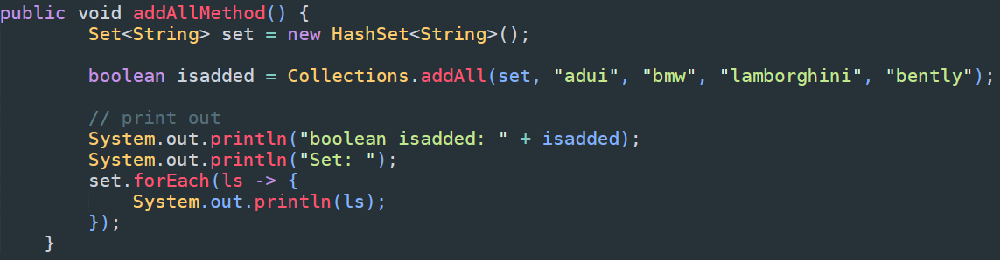 public void addAllMethod() {
        Set<String> set = new HashSet<String>();

        boolean isadded = Collections.addAll(set, "adui", "bmw", "lamborghini", "bently");

        // print out
        System.out.println("boolean isadded: " + isadded);
        System.out.println("Set: ");
        set.forEach(ls -> {
            System.out.println(ls);
        });
    }